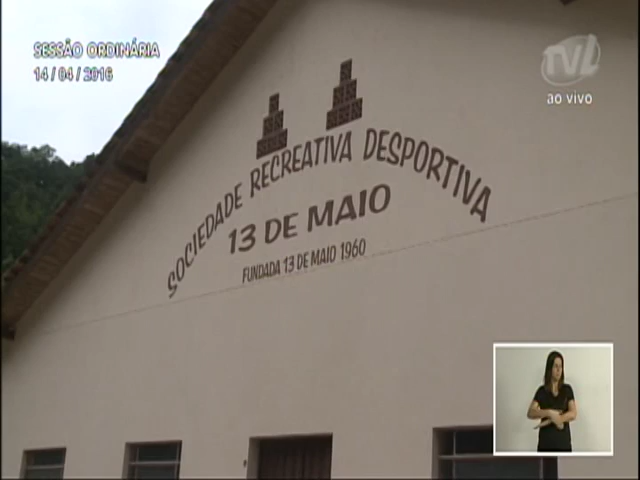 SESSÃO ORDINÁRIA
14 / 04 / 2016
TVL
ao vivo
SOCIEDADE RECREATIVA DESPORTIVA
13 DE MAIO
FUNDADA 13 DE MAIO 1960